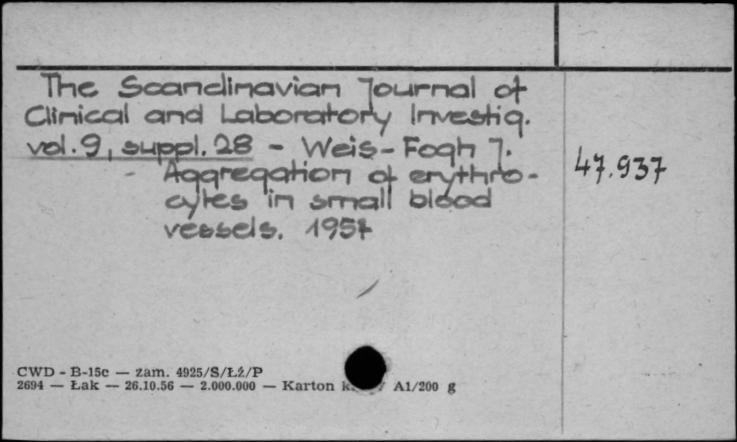 The Scandinavian Journal of
Clinical and Laboratory Investig.
vol. 9, suppl. 28 - Weis-Fogh J.
Aggregation of erythro-
cytes in small blood
vessels. 1957
47.937
CWD - B-15c — zam. 4925/S/ŁŹ/P
2694 — Łak — 26.10.56 — 2.000.000 — Karton A1/200 g